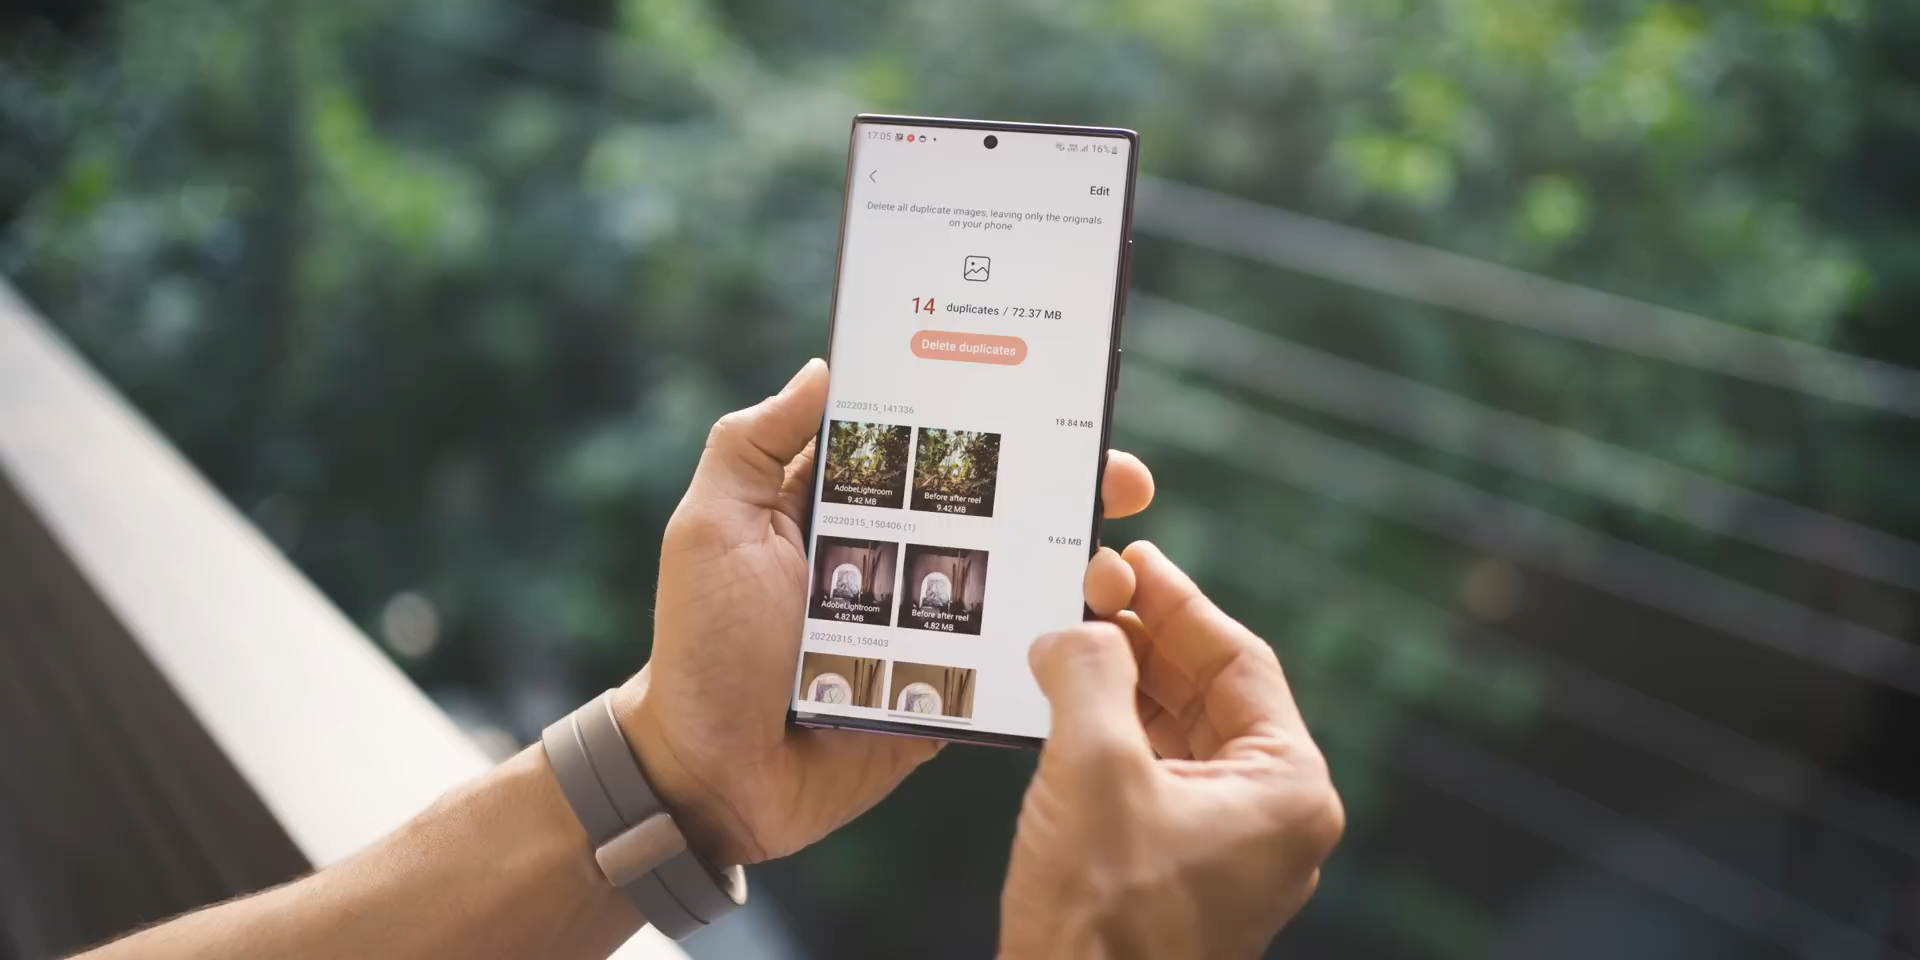 17:05
16%
Edit
Delete all duplicate images, leaving only the originals
on your phone
14 duplicates / 72.37 MB
Delete duplicates
20220315_141336
18.84 MB
AdobeLightroom
9.42 MB
Before after reel
9.42 MB
20220315_150406 (1)
9.63 MB
AdobeLightroom
4.82 MB
Before after reel
4.82 MB
20220315_150403